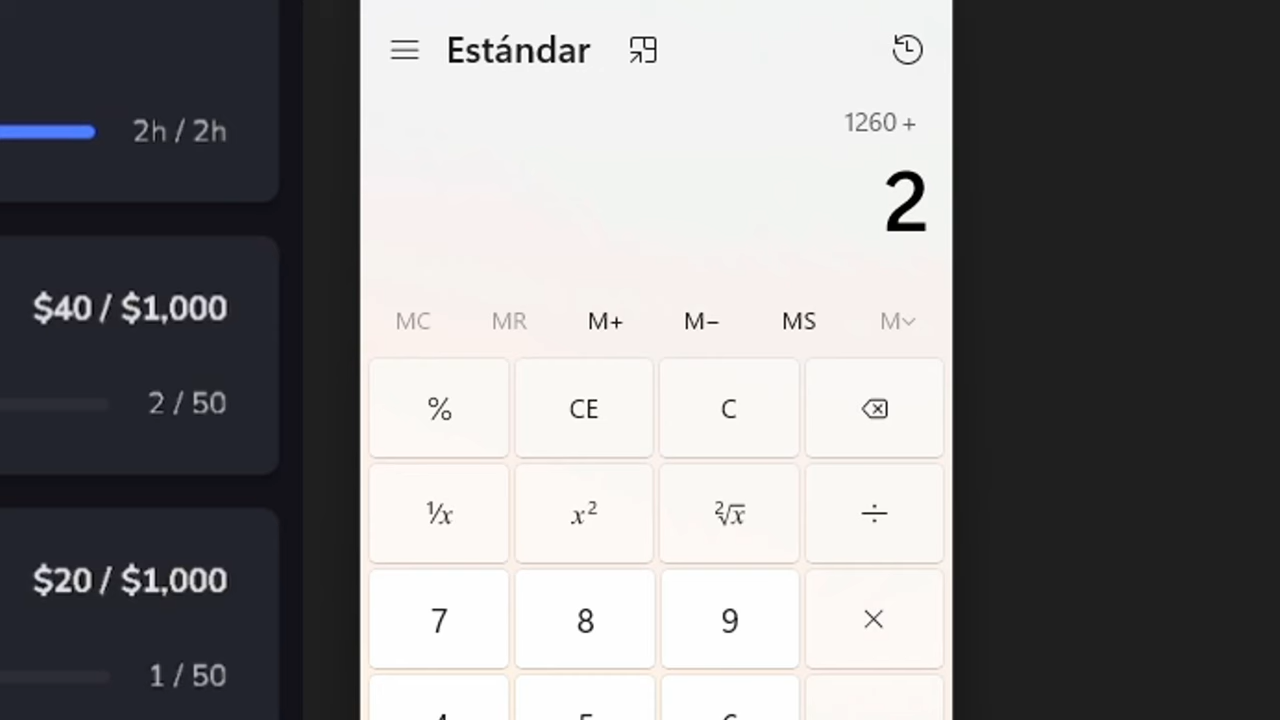 Estándar
1260 +
2h / 2h
2
$40 / $1,000
MC MR M+ M− MS M
2 / 50
% CE C
⅟x x² ²√x ÷
$20 / $1,000
7 8 9 ×
1 / 50